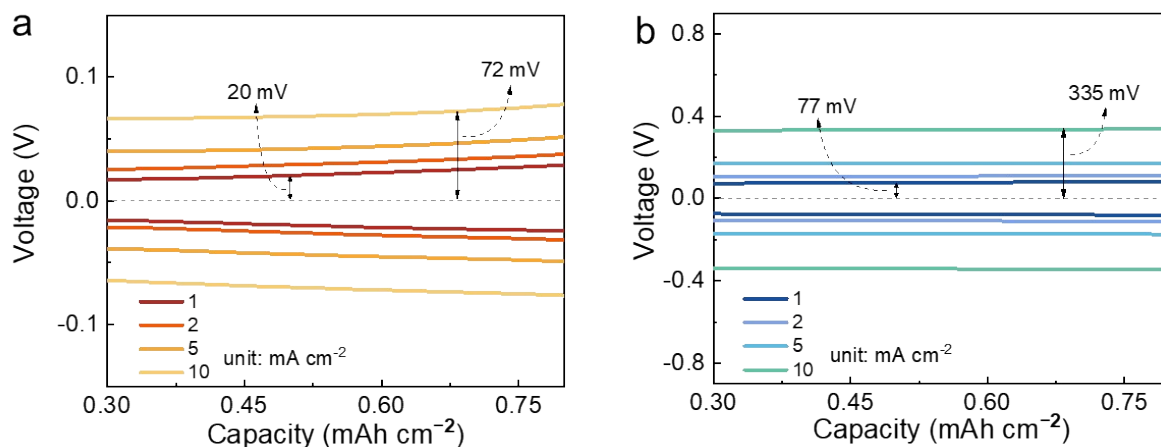 a
Voltage (V)
0.1
0.0
-0.1
20 mV
72 mV
1
2
5
10
unit: mA cm⁻²
0.30
0.45
0.60
0.75
Capacity (mAh cm⁻²)
b
Voltage (V)
0.8
0.4
0.0
-0.4
-0.8
77 mV
335 mV
1
2
5
10
unit: mA cm⁻²
0.30
0.45
0.60
0.75
Capacity (mAh cm⁻²)